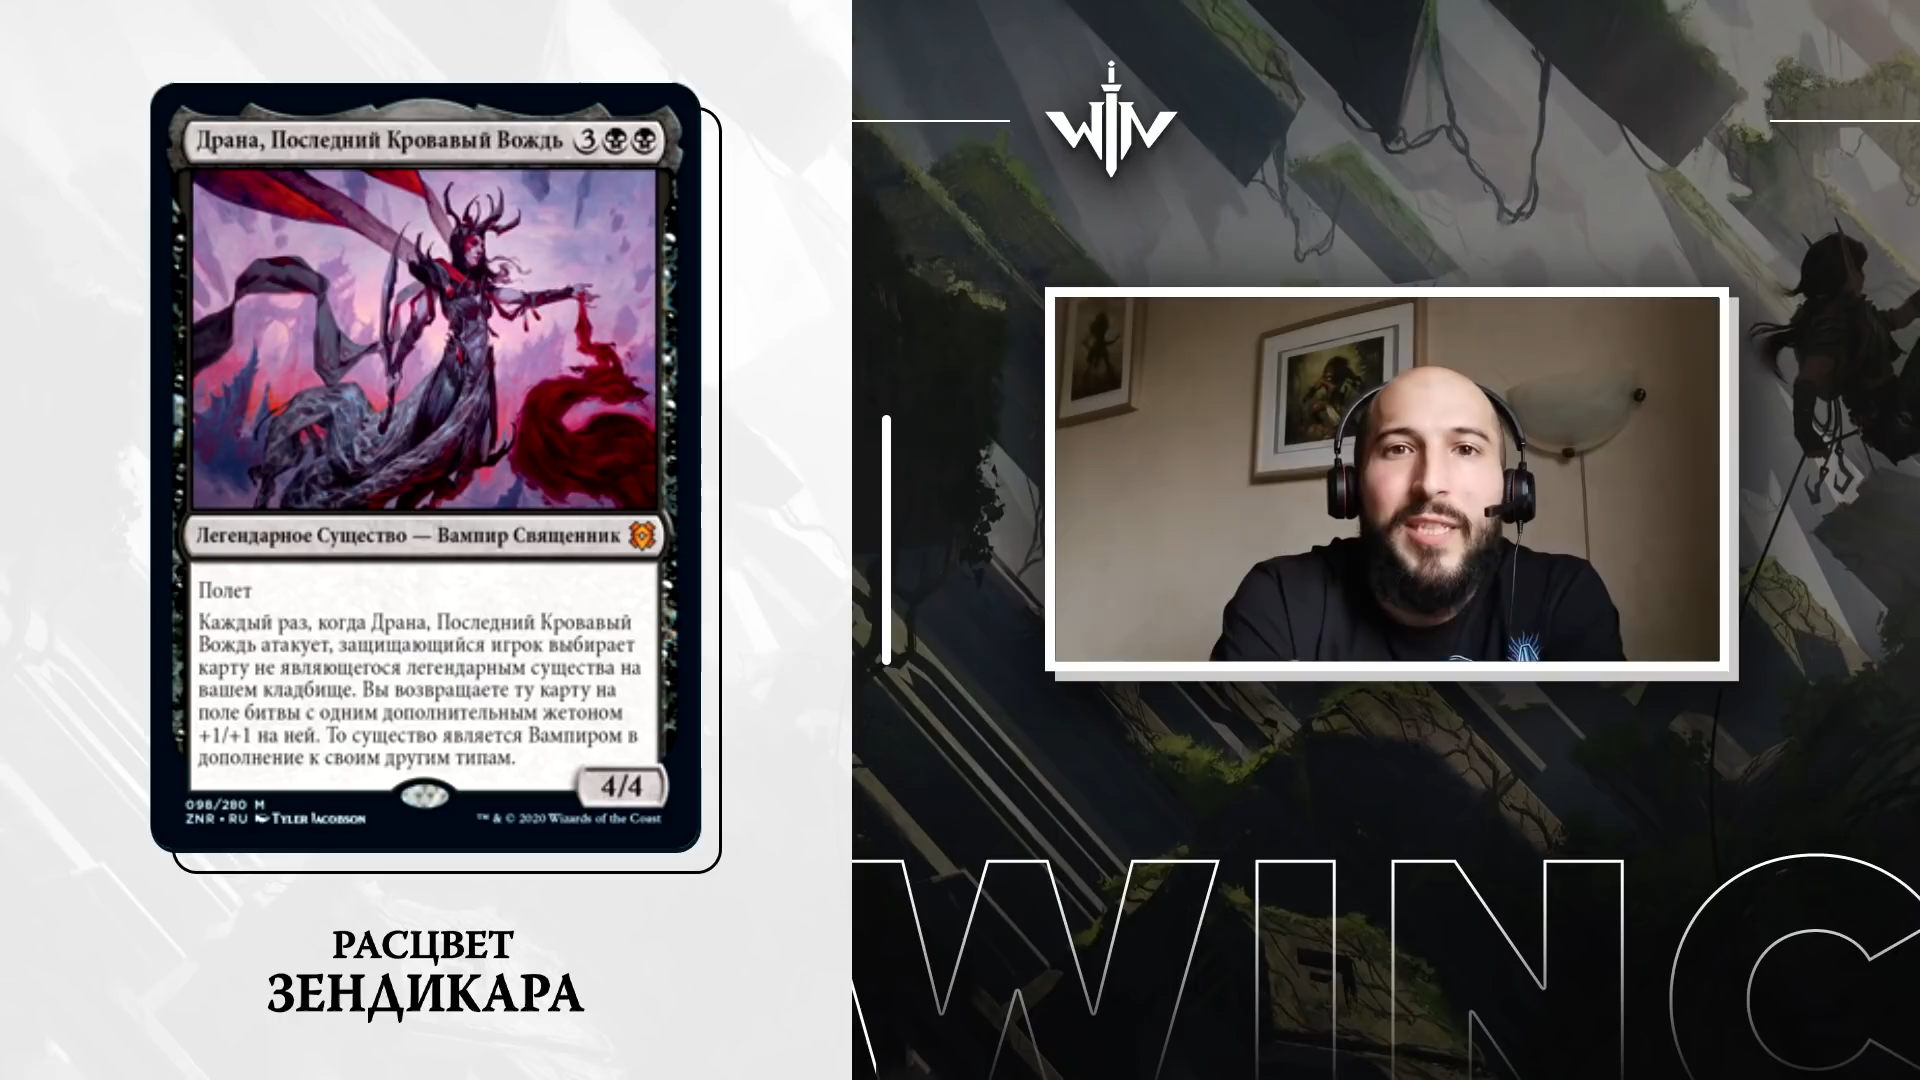 Драна, Последний Кровавый Вождь 3
Легендарное Существо — Вампир Священник
Полет
Каждый раз, когда Драна, Последний Кровавый
Вождь атакует, защищающийся игрок выбирает
карту не являющегося легендарным существа на
вашем кладбище. Вы возвращаете ту карту на
поле битвы с одним дополнительным жетоном
+1/+1 на ней. То существо является Вампиром в
дополнение к своим другим типам.
4/4
098/280 M
ZNR • RU TYLER JACOBSON
™ & © 2020 Wizards of the Coast
РАСЦВЕТ
ЗЕНДИКАРА
WIN
WINC